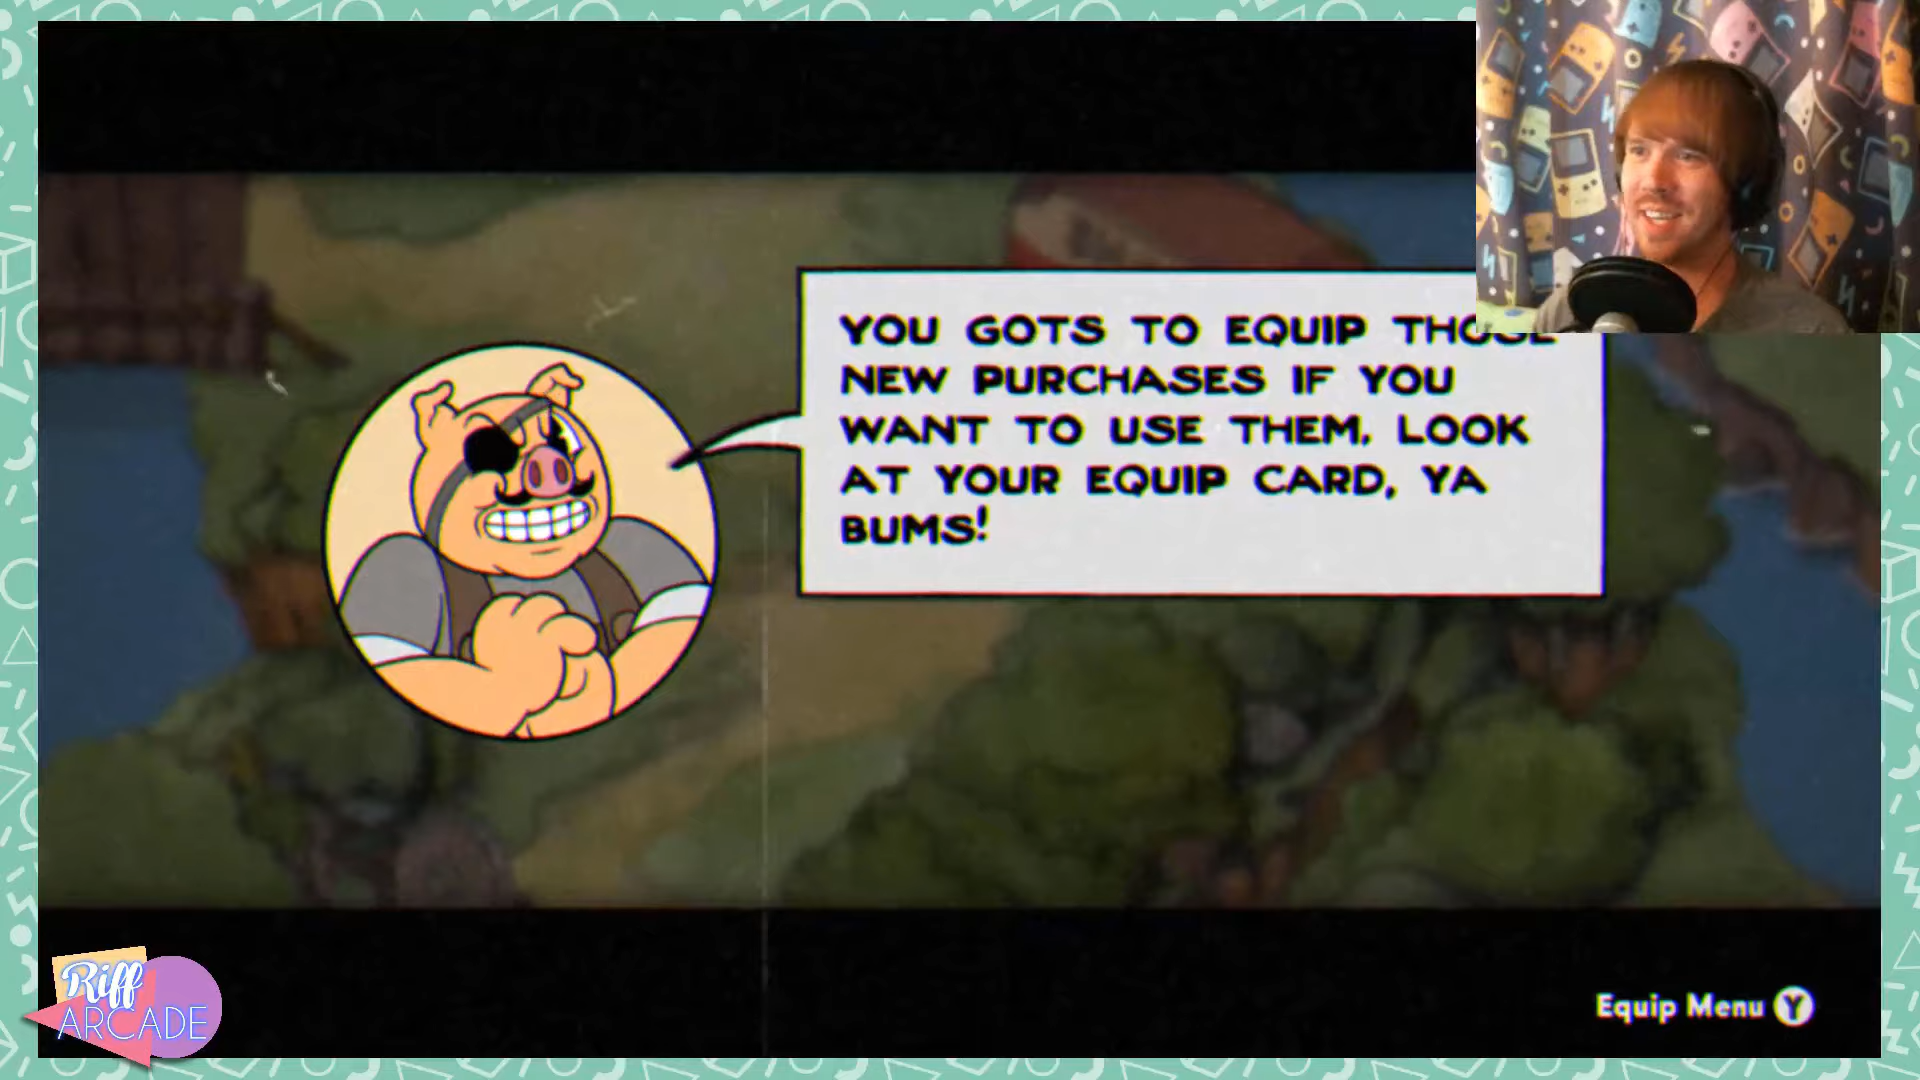 YOU GOTS TO EQUIP THOSE
NEW PURCHASES IF YOU
WANT TO USE THEM. LOOK
AT YOUR EQUIP CARD, YA
BUMS!
Equip Menu Y
Riff
ARCADE